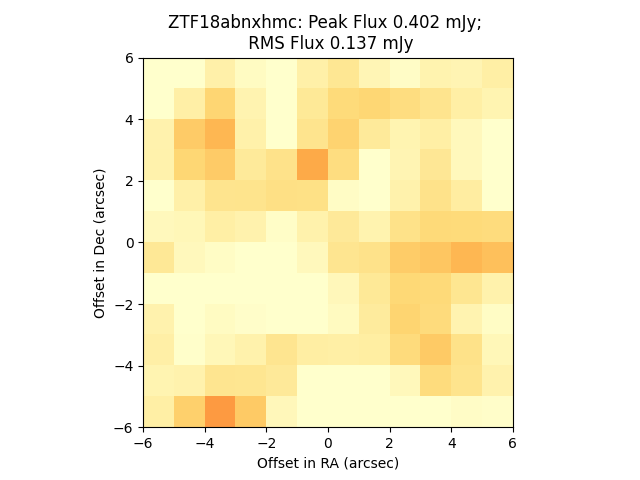 ZTF18abnxhmc: Peak Flux 0.402 mJy;
RMS Flux 0.137 mJy
6
4
2
0
−2
−4
−6
Offset in Dec (arcsec)
−6 −4 −2 0 2 4 6
Offset in RA (arcsec)